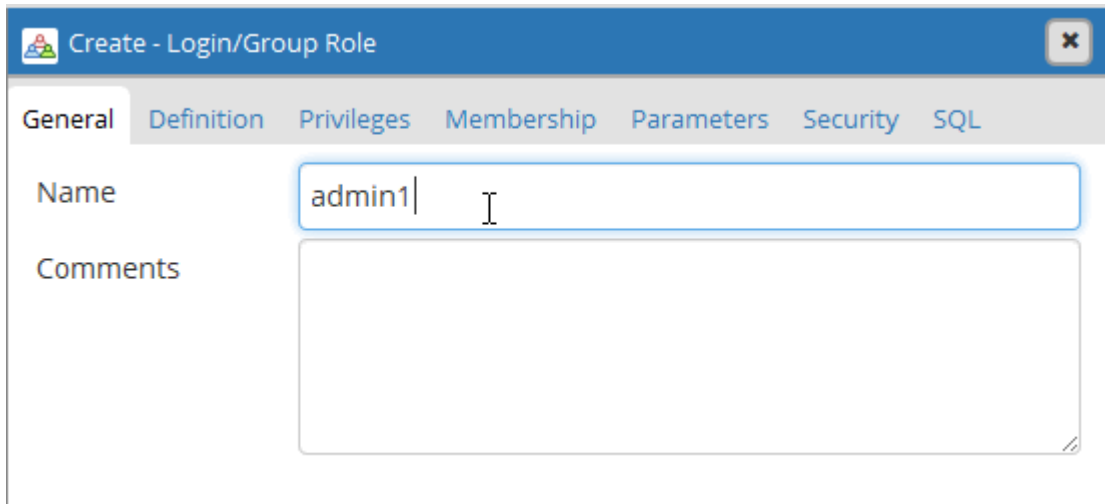 Create - Login/Group Role
General Definition Privileges Membership Parameters Security SQL
Name admin1
Comments